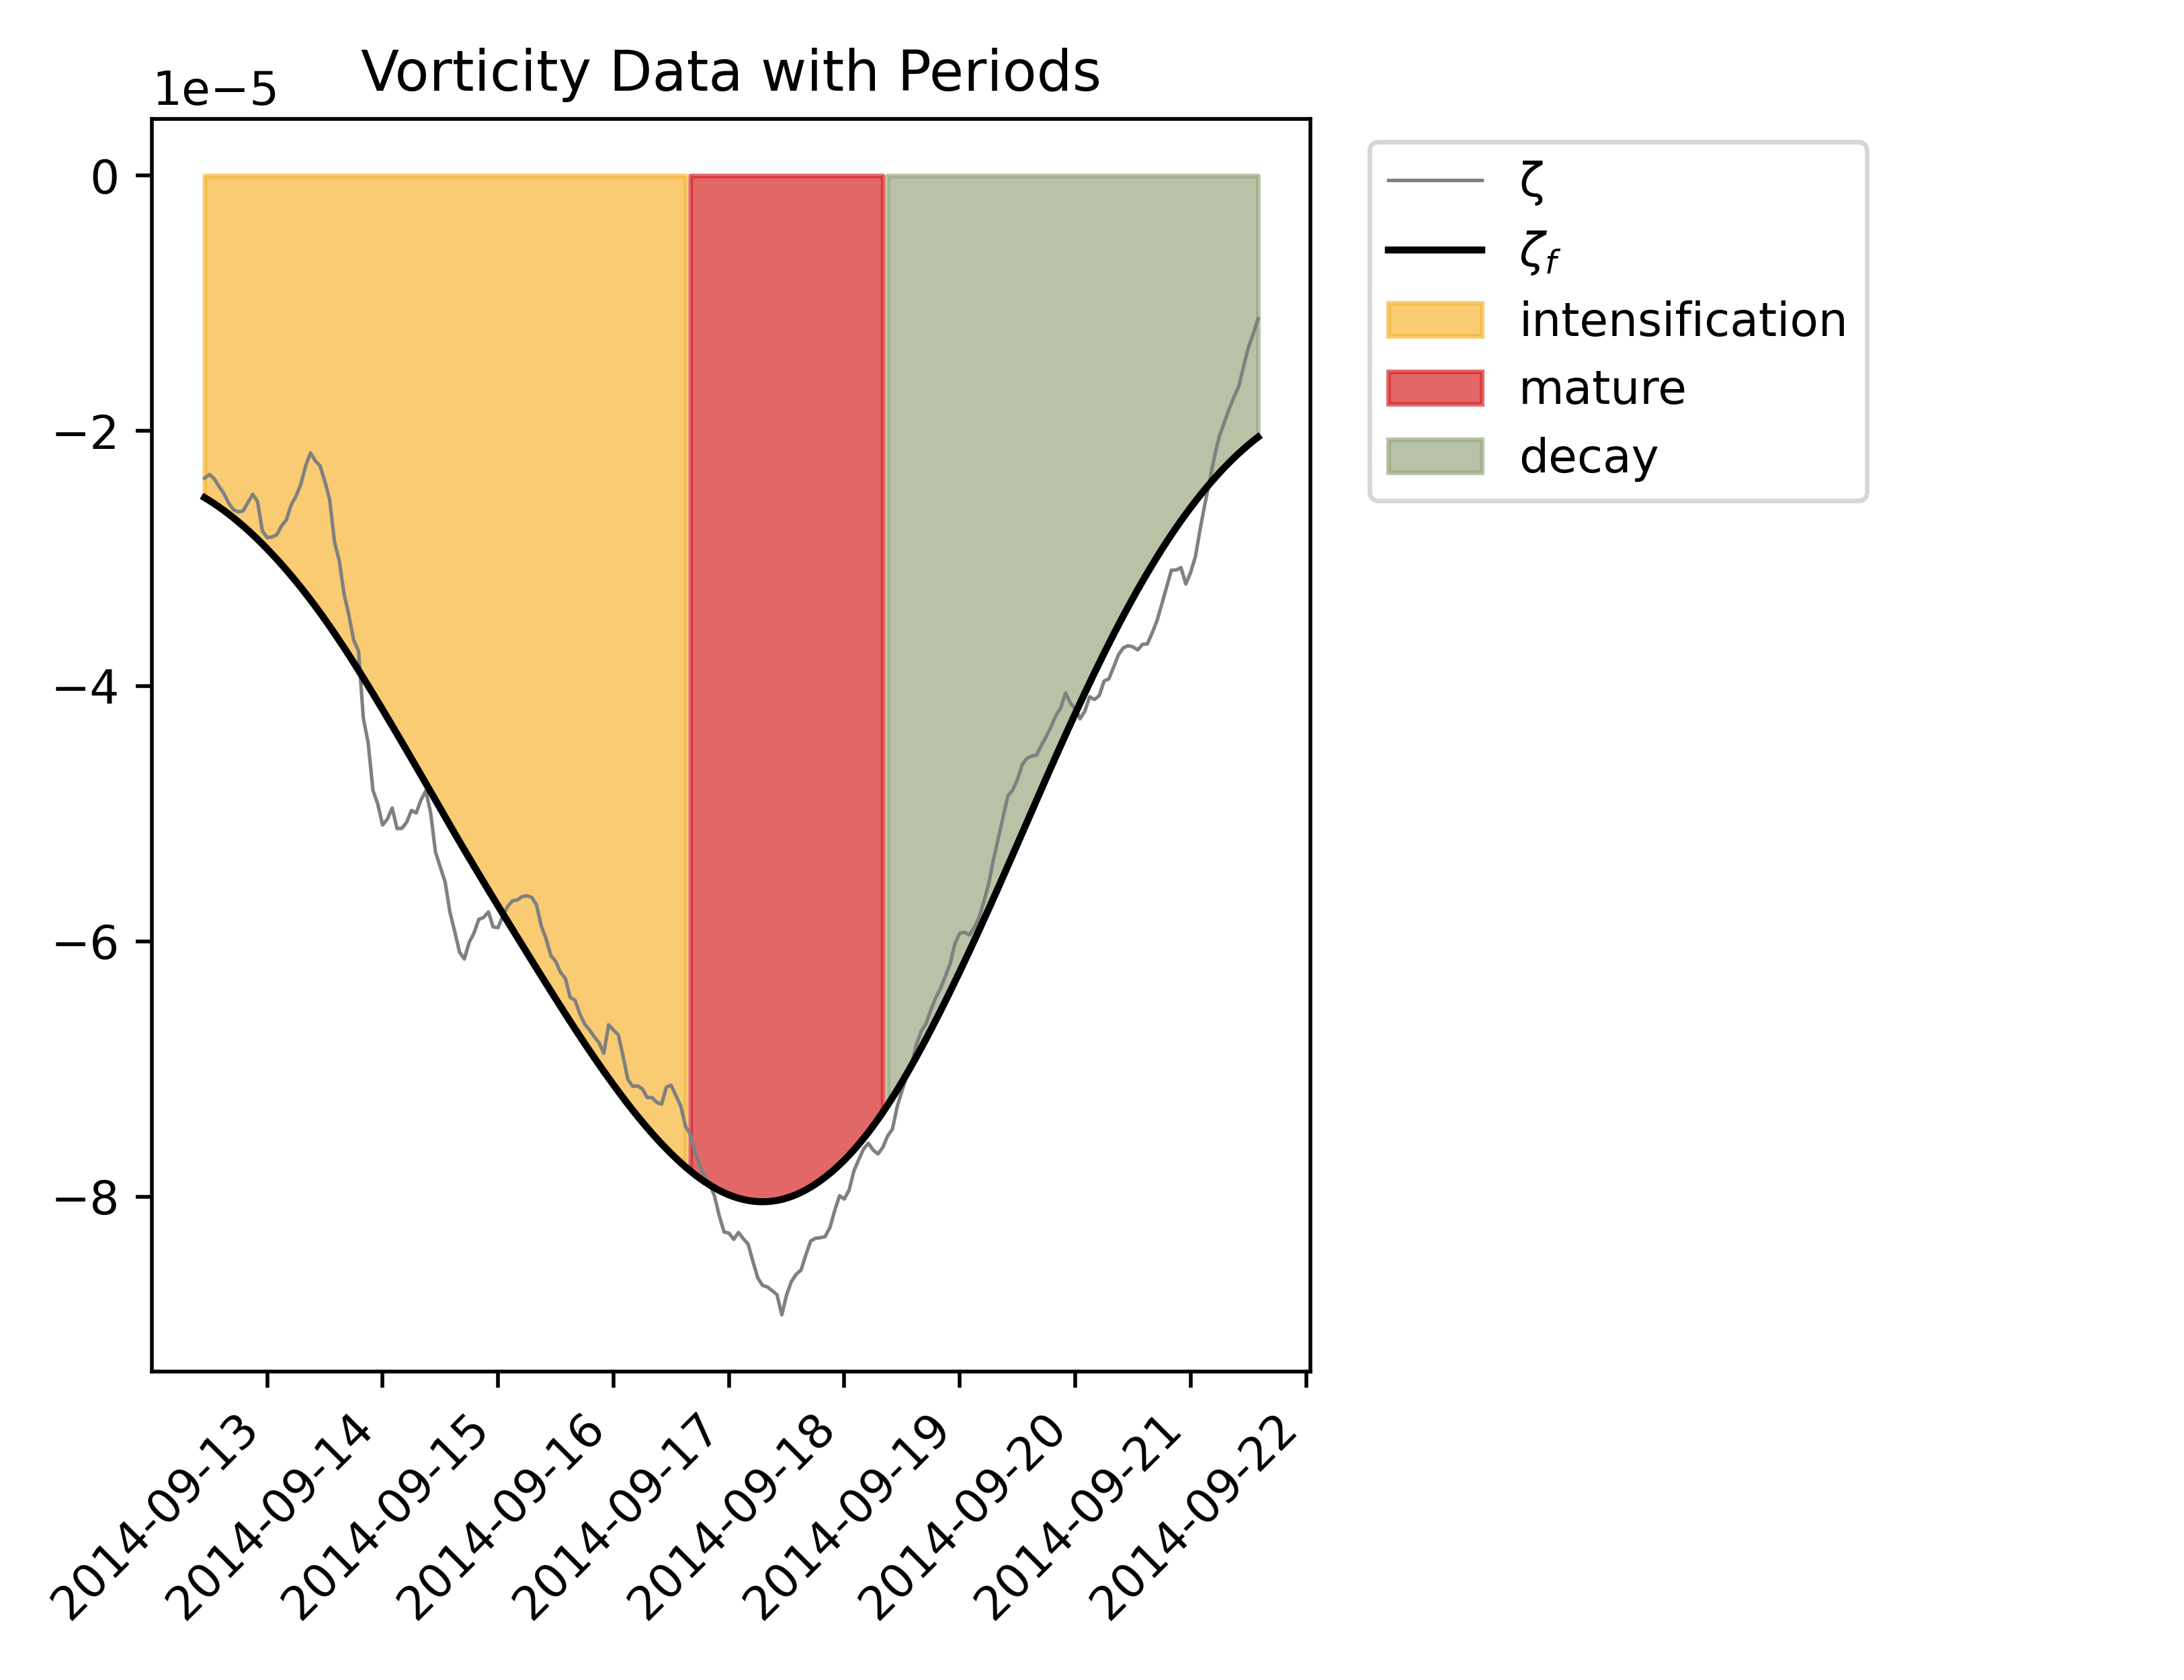 Vorticity Data with Periods
1e−5
0
−2
−4
−6
−8
2014-09-13
2014-09-14
2014-09-15
2014-09-16
2014-09-17
2014-09-18
2014-09-19
2014-09-20
2014-09-21
2014-09-22
ζ
ζf
intensification
mature
decay